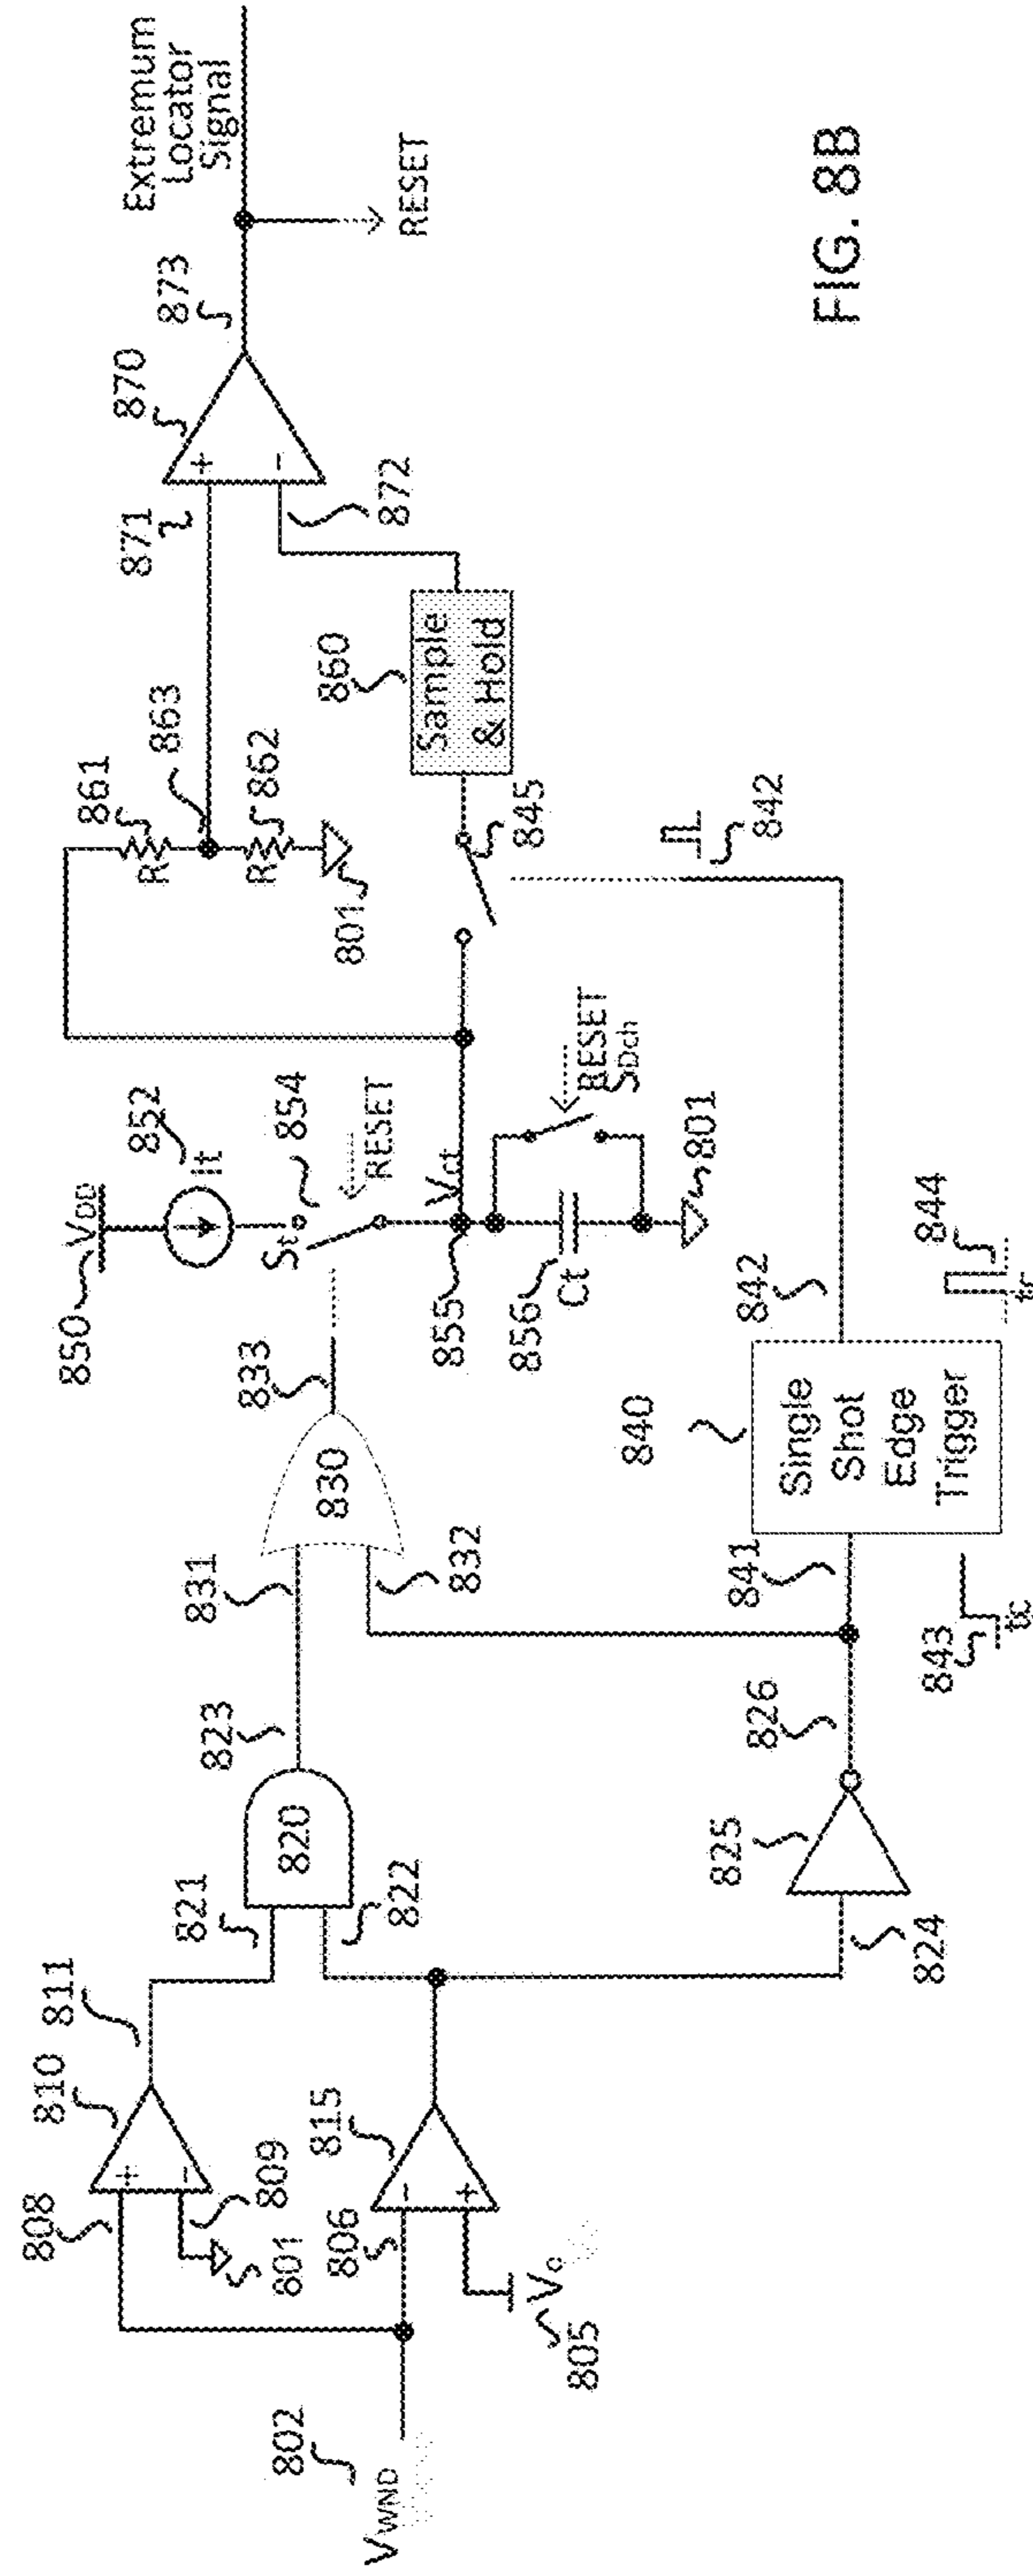 802
VWND
808
809
801
806
805
Vc
810
811
+
-
815
-
+
821
822
820
823
824
825
826
831
832
830
833
841
843
tc
840
Single
Shot
Edge
Trigger
842
844
tr
850
VDD
852
It
St
854
RESET
855
Vct
856
Ct
801
RESET
SDch
861
R
863
R
862
801
845
842
860
Sample
& Hold
871
872
870
+
-
873
Extremum
Locator
Signal
RESET
FIG. 8B